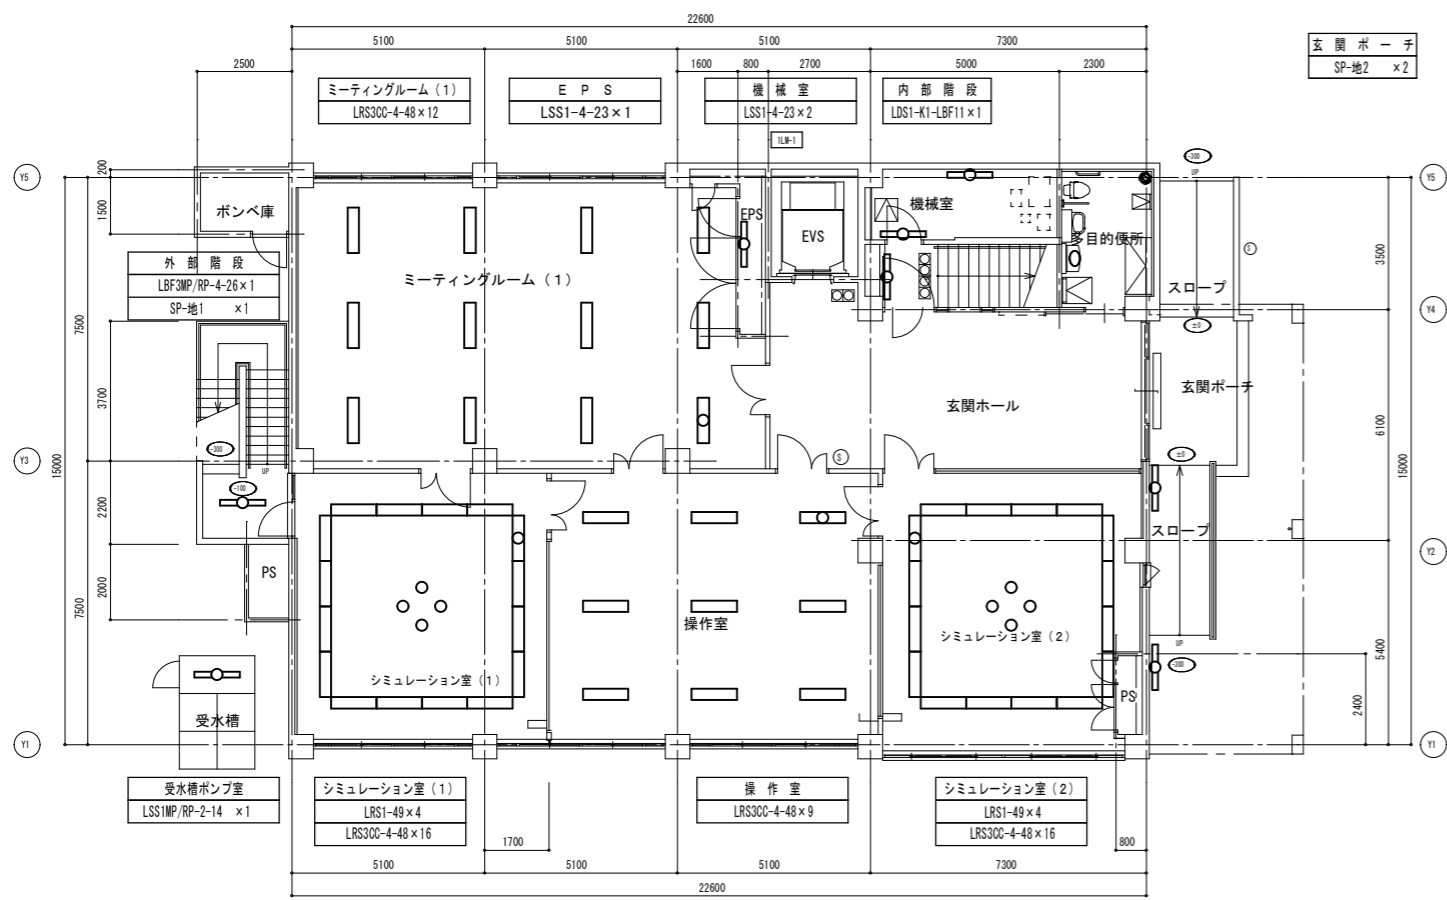 22600
5100
5100
5100
7300
2500
1600
800
2700
5000
2300
玄関ポーチ
SP-地2 ×2
ミーティングルーム(1)
LRS3CC-4-48×12
EPS
LSS1-4-23×1
機械室
LSS1-4-23×2
内部階段
LDS1-K1-LBF11×1
1LM-1
-300
UP
200
Y5
Y5
1500
ボンベ庫
EPS
EVS
機械室
多目的便所
S
3500
外部階段
LBF3MP/RP-4-26×1
SP-地1 ×1
ミーティングルーム(1)
スロープ
±0
Y4
7500
3700
玄関ポーチ
玄関ホール
6100
-300
UP
S
±0
Y3
15000
15000
-100
2200
スロープ
Y2
PS
2000
7500
操作室
シミュレーション室(2)
UP
-300
5400
シミュレーション室(1)
PS
2400
受水槽
Y1
Y1
受水槽ポンプ室
LSS1MP/RP-2-14 ×1
シミュレーション室(1)
LRS1-49×4
LRS3CC-4-48×16
操作室
LRS3CC-4-48×9
シミュレーション室(2)
LRS1-49×4
LRS3CC-4-48×16
1700
800
5100
5100
5100
7300
22600